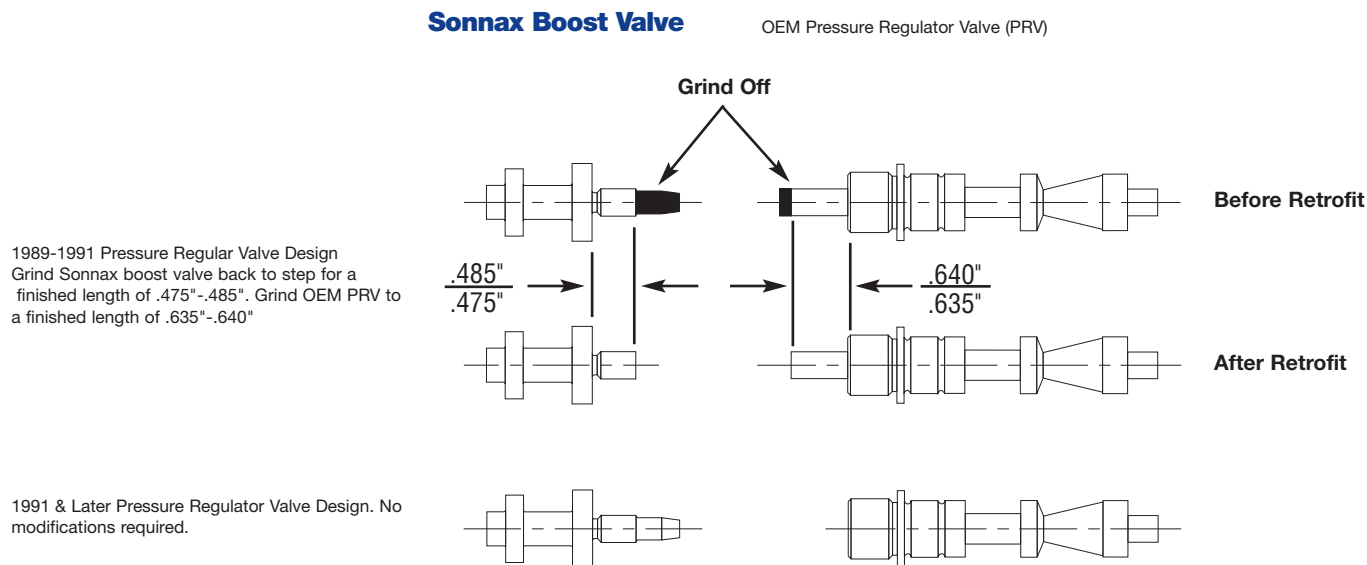 Sonnax Boost Valve
OEM Pressure Regulator Valve (PRV)
Grind Off
Before Retrofit
1989-1991 Pressure Regular Valve Design
Grind Sonnax boost valve back to step for a
finished length of .475"-.485". Grind OEM PRV to
a finished length of .635"-.640"
.485"
.475"
.640"
.635"
After Retrofit
1991 & Later Pressure Regulator Valve Design. No
modifications required.